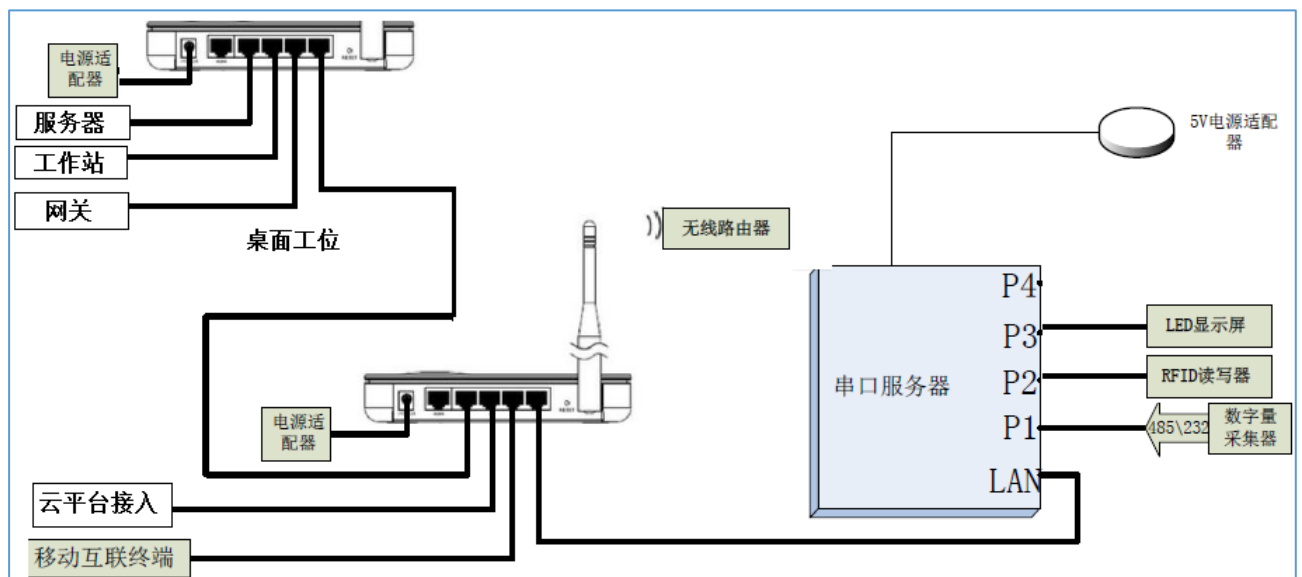 电源适
配器
RESET
服务器
工作站
网关
桌面工位
无线路由器
5V电源适配
器
串口服务器
P4
P3
P2
P1
LAN
LED显示屏
RFID读写器
485\232
数字量
采集器
电源适
配器
RESET
云平台接入
移动互联终端